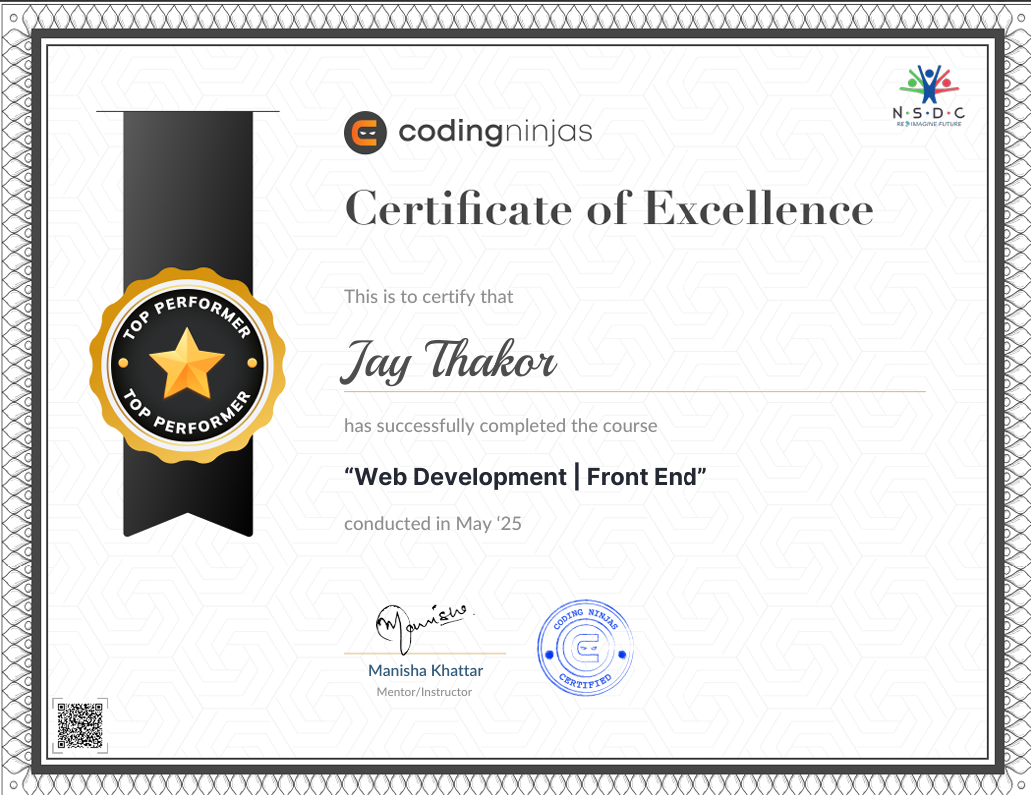 N·S·D·C
RE IMAGINE FUTURE
codingninjas
Certificate of Excellence
TOP PERFORMER
TOP PERFORMER
This is to certify that
Jay Thakor
has successfully completed the course
“Web Development | Front End”
conducted in May ‘25
Manisha
Manisha Khattar
Mentor/Instructor
CODING NINJAS
CERTIFIED